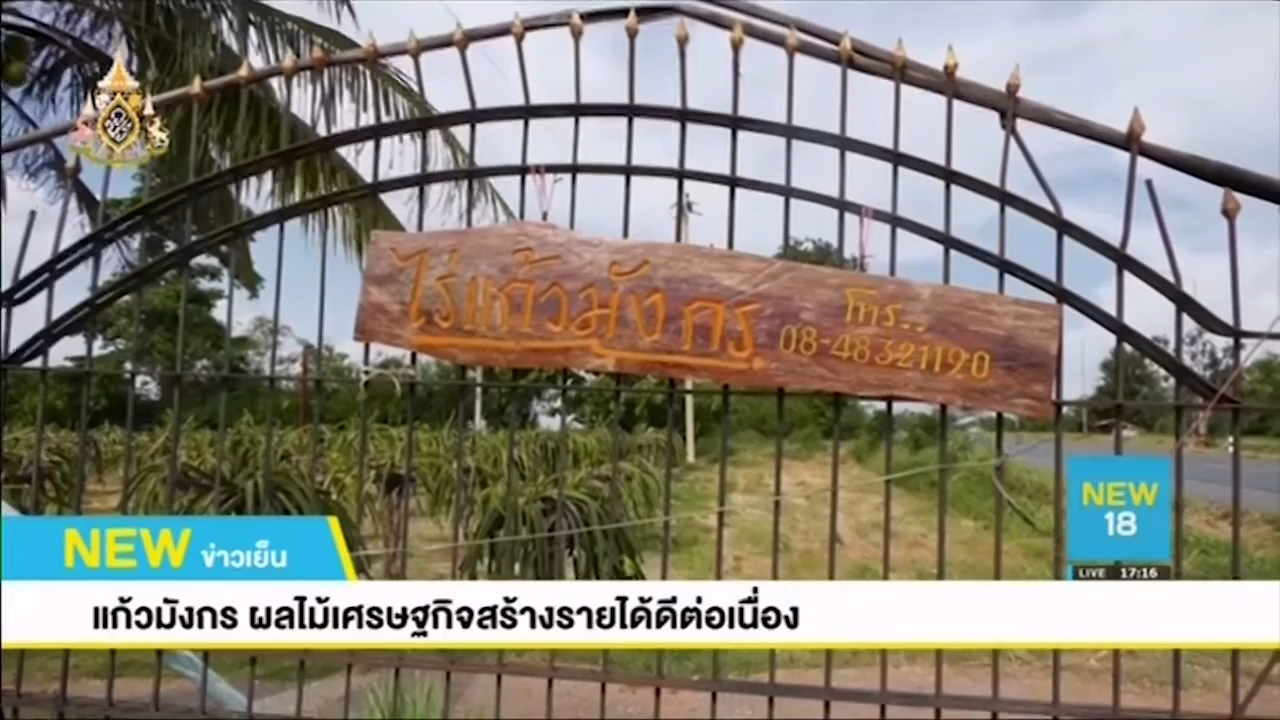 ไร่แก้วมังกร
โทร..
08-48321190
NEW
18
LIVE 17:16
NEW ข่าวเย็น
แก้วมังกร ผลไม้เศรษฐกิจสร้างรายได้ดีต่อเนื่อง